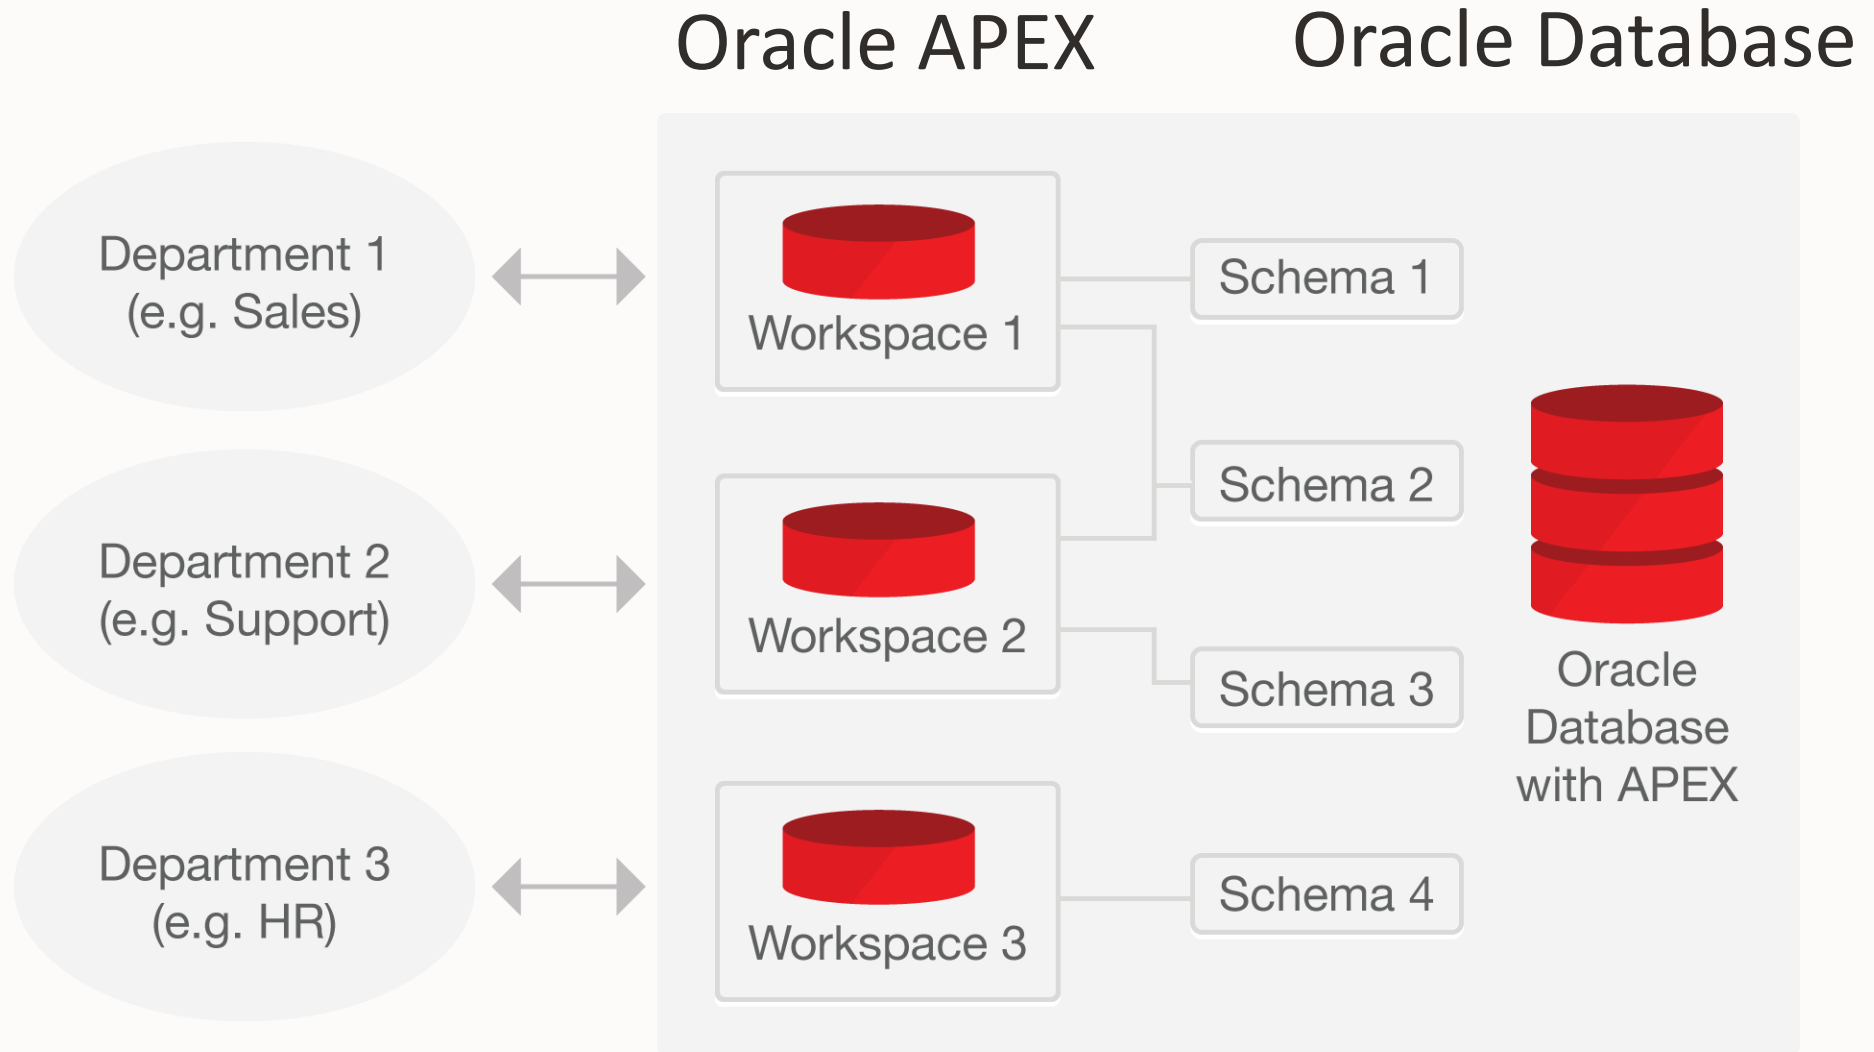 Oracle APEX
Oracle Database
Department 1
(e.g. Sales)
Workspace 1
Schema 1
Department 2
(e.g. Support)
Workspace 2
Schema 2
Schema 3
Oracle
Database
with APEX
Department 3
(e.g. HR)
Workspace 3
Schema 4